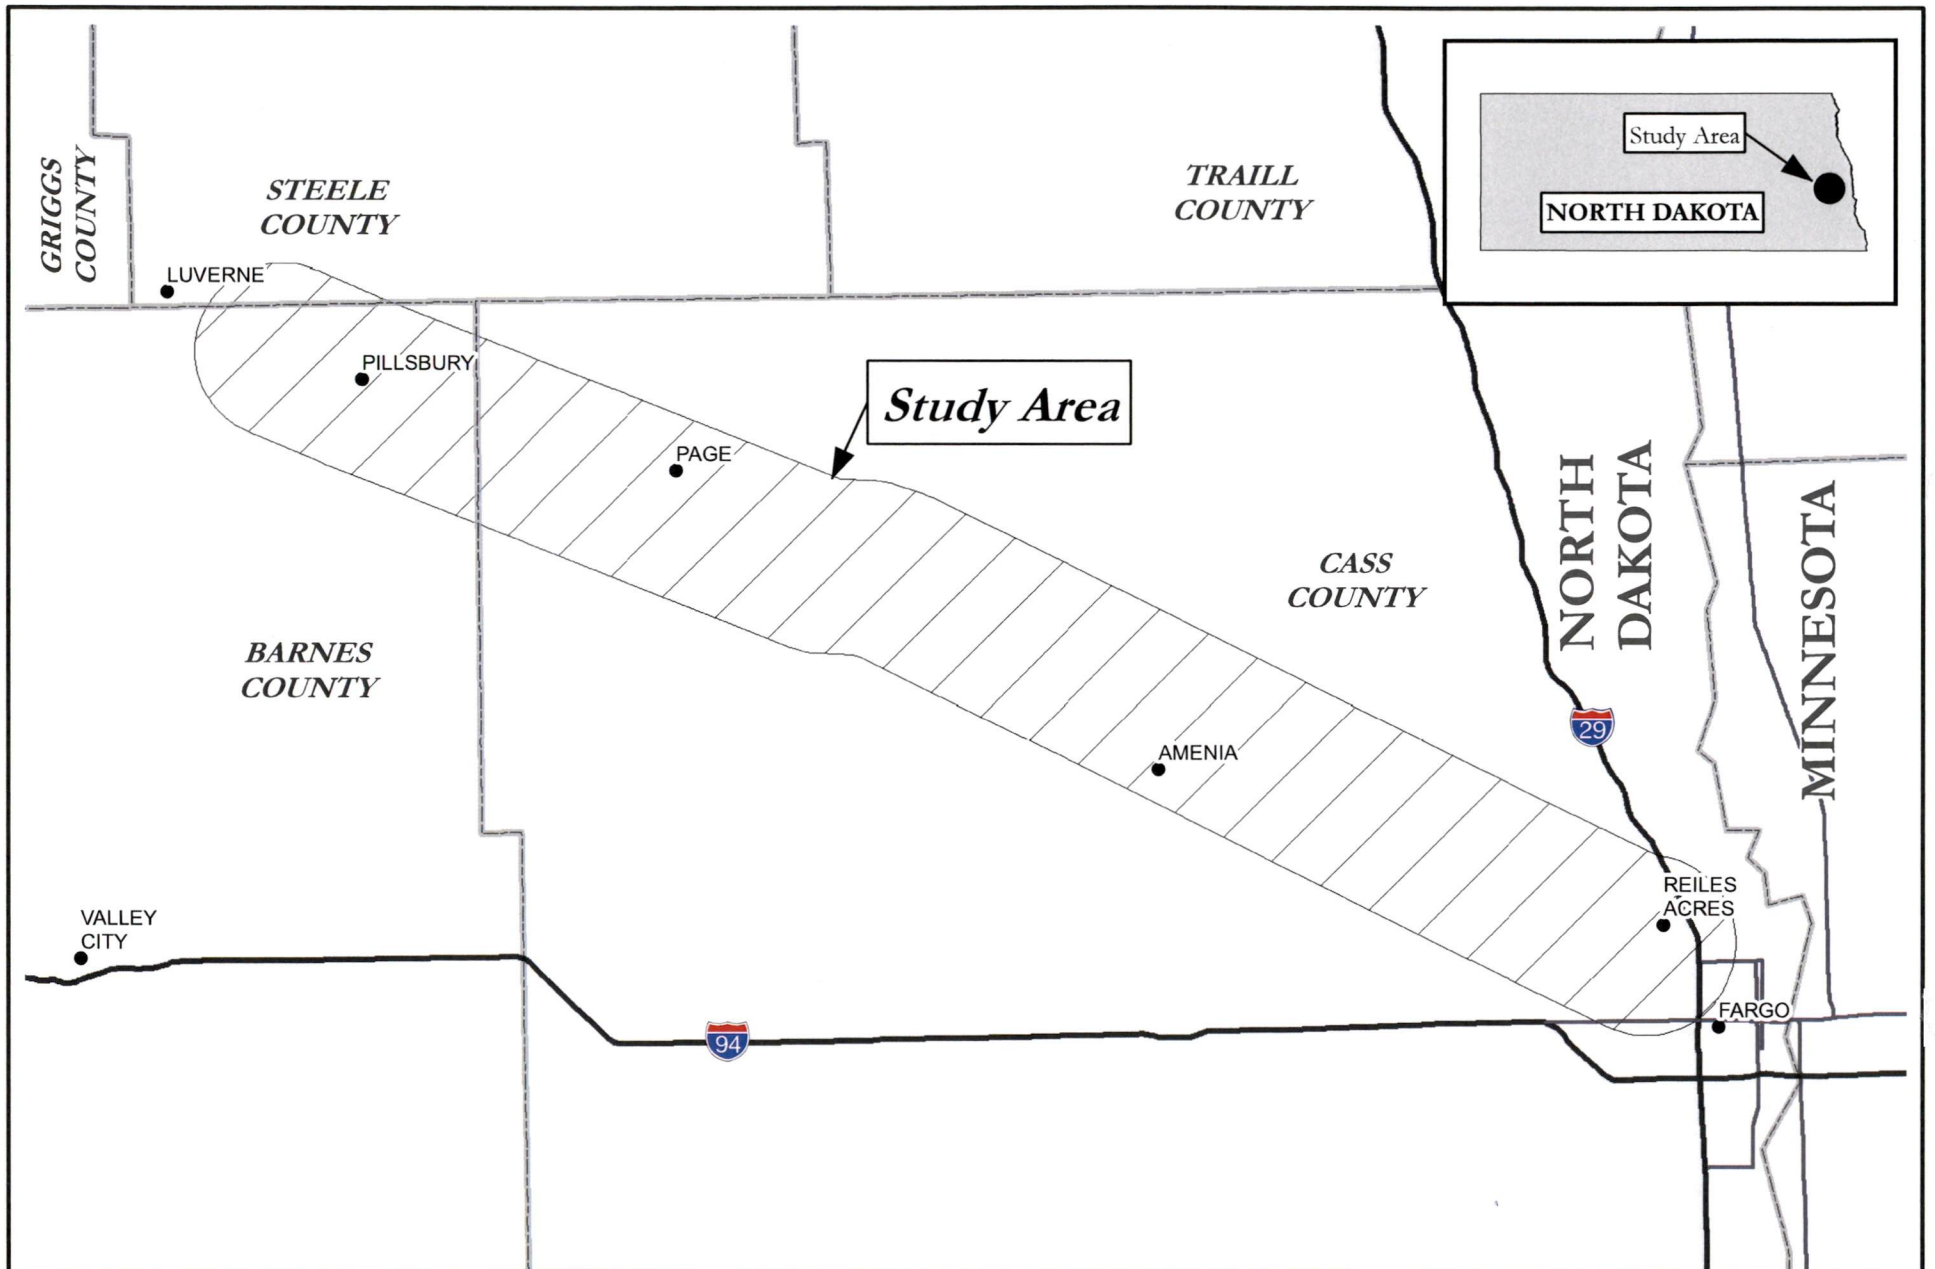 GRIGGS
COUNTY
STEELE
COUNTY
TRAILL
COUNTY
Study Area
NORTH DAKOTA
LUVERNE
PILLSBURY
Study Area
PAGE
NORTH
DAKOTA
MINNESOTA
CASS
COUNTY
BARNES
COUNTY
29
AMENIA
REILES
ACRES
VALLEY
CITY
94
FARGO